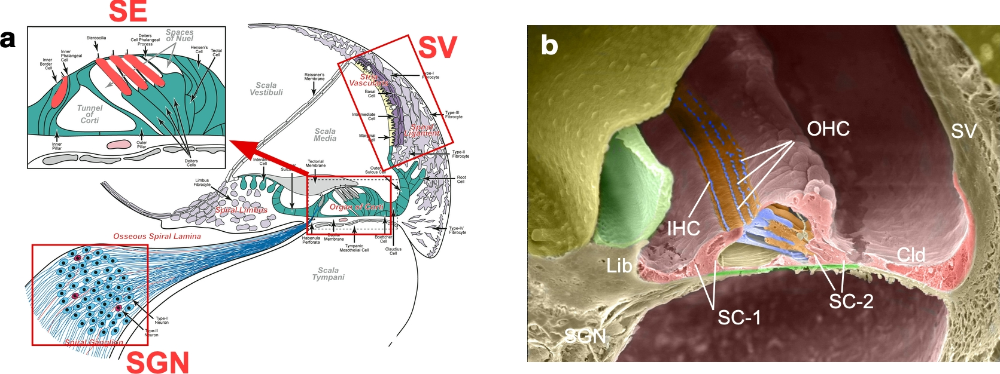 SE
a
Stereocilia
Deiters
Cell Phalangeal
Process
Spaces
of Nuel
Hensen's
Cell
Tectal
Cell
Inner
Phalangeal
Cell
Inner
Border
Cell
Tunnel
of
Corti
Inner
Pillar
Outer
Pillar
Deiters
Cells
SV
Scala
Vestibuli
Reissner's
Membrane
Stria
Vascularis
Type-I
Fibrocyte
Basal
Cell
Intermediate
Cell
Type-III
Fibrocyte
Scala
Media
Spiral
Ligament
Marginal
Cell
Type-II
Fibrocyte
Tectorial
Membrane
Cell
Outer
Sulcus Cell
Root
Cell
Limbus
Fibrocyte
Spiral Limbus
Organ of Corti
Type-IV
Fibrocyte
Osseous Spiral Lamina
Habenula
Perforata
Membrane
Tympanic
Mesothelial Cell
Boettcher
Cell
Claudius
Cell
Scala
Tympani
Type-I
Neuron
Type-II
Neuron
Spiral Ganglion
SGN
b
OHC
SV
IHC
Lib
Cld
SC-1
SC-2
SGN